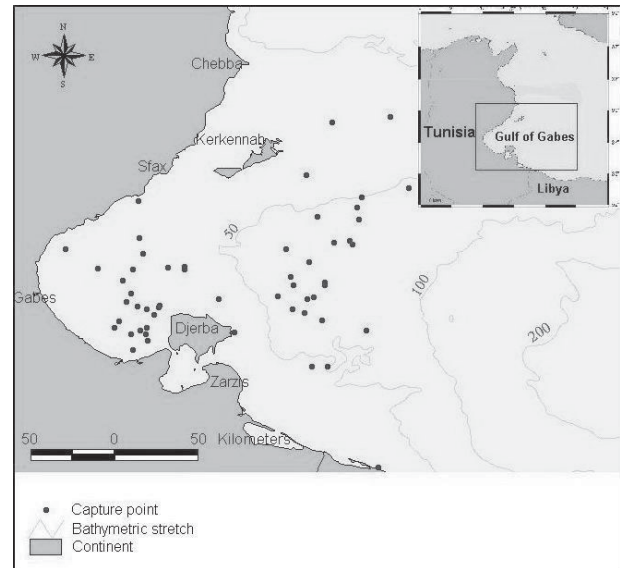 N
W E
S
Chebba
Kerkennah
Sfax
Gabes
Djerba
Zarzis
50
100
200
50 0 50
Kilometers
Tunisia
Gulf of Gabes
Libya
Capture point
Bathymetric stretch
Continent